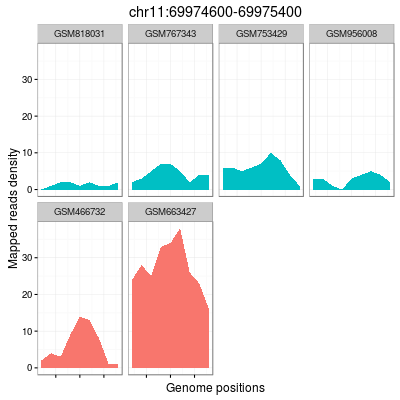 chr11:69974600-69975400
GSM818031 GSM767343 GSM753429 GSM956008
30
20
10
0
GSM466732 GSM663427
30
20
10
0
Mapped reads density
Genome positions